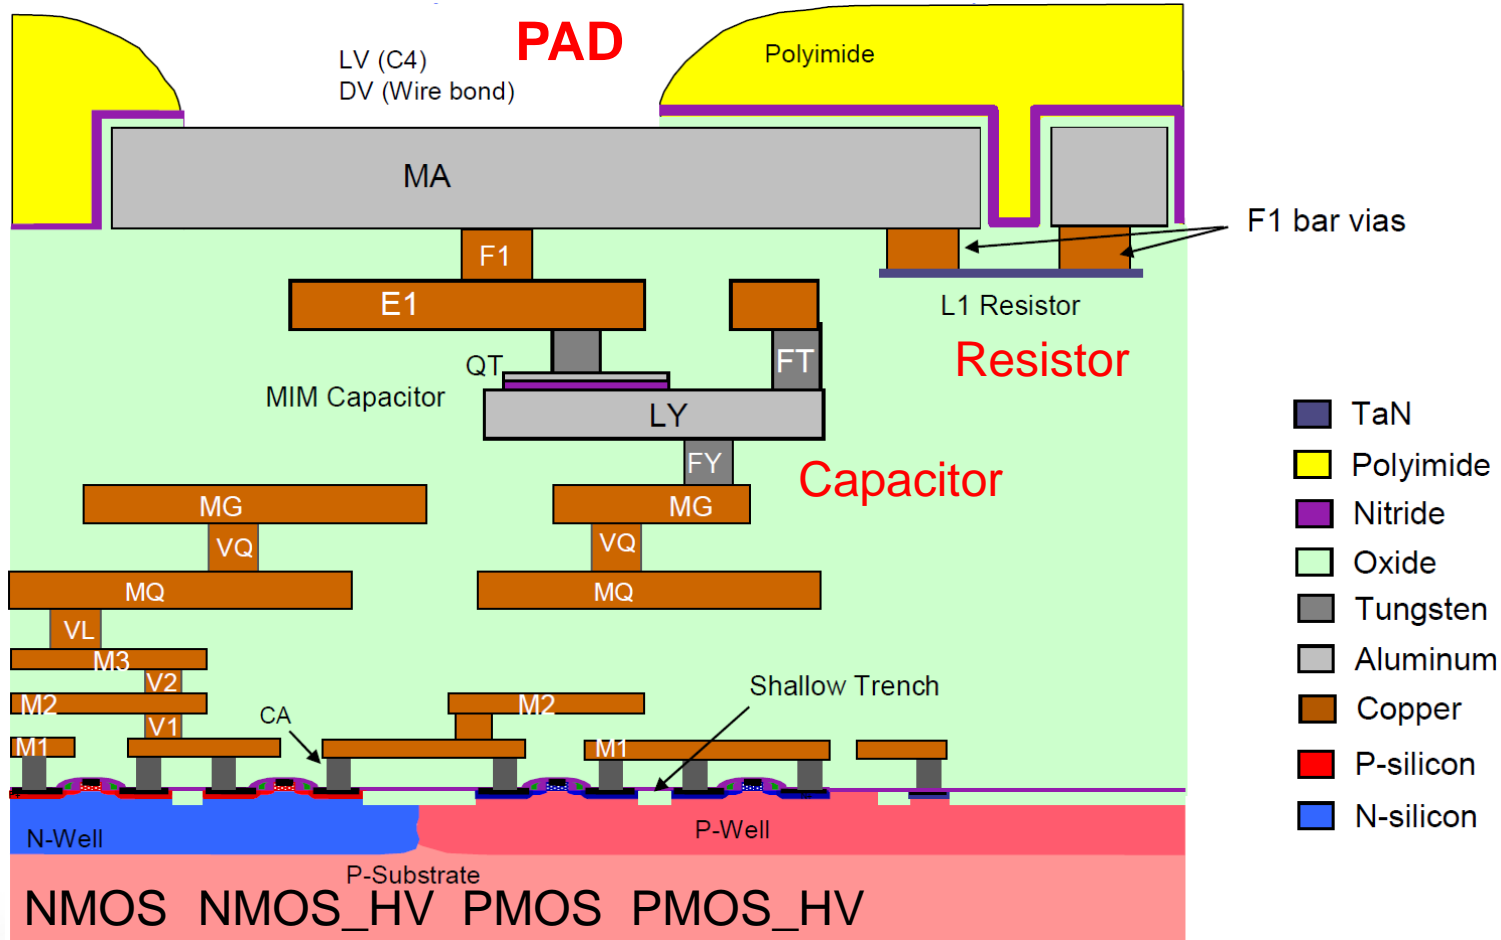 PAD
LV (C4)
DV (Wire bond)
Polyimide
MA
F1 bar vias
F1
E1
L1 Resistor
Resistor
QT
FT
MIM Capacitor
LY
TaN
FY
Capacitor
Polyimide
MG
MG
Nitride
VQ
VQ
Oxide
MQ
MQ
Tungsten
VL
M3
Aluminum
V2
Shallow Trench
M2
M2
Copper
CA
V1
M1
M1
P-silicon
N-silicon
N-Well
P-Well
P-Substrate
NMOS NMOS_HV PMOS PMOS_HV